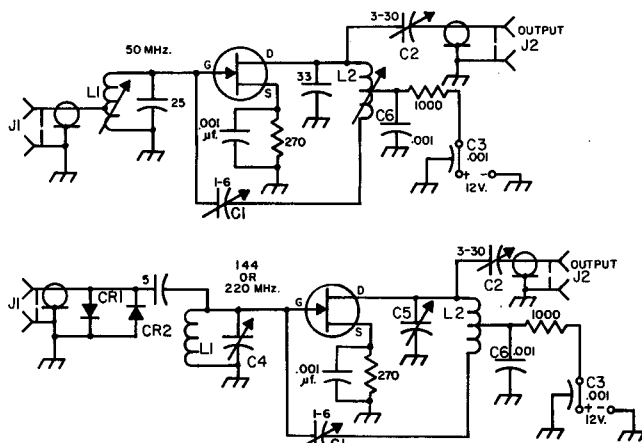 3-30
OUTPUT
C2
J2
50 MHz.
D
G
S
33
L2
L1
25
J1
1000
C6
.001
.001
µf.
270
C3
.001
+ -
12V.
1-6
C1
3-30
OUTPUT
C2
J2
144
OR
220 MHz.
5
J1
CR1
CR2
D
G
S
C5
L2
L1
C4
1000
C6
.001
.001
µf.
270
C3
.001
+ -
12V.
1-6
C1